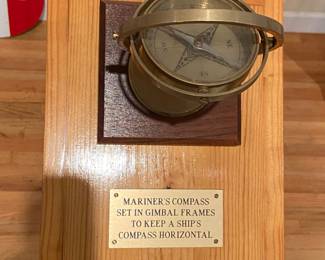 MARINER'S COMPASS
SET IN GIMBAL FRAMES
TO KEEP A SHIP'S
COMPASS HORIZONTAL